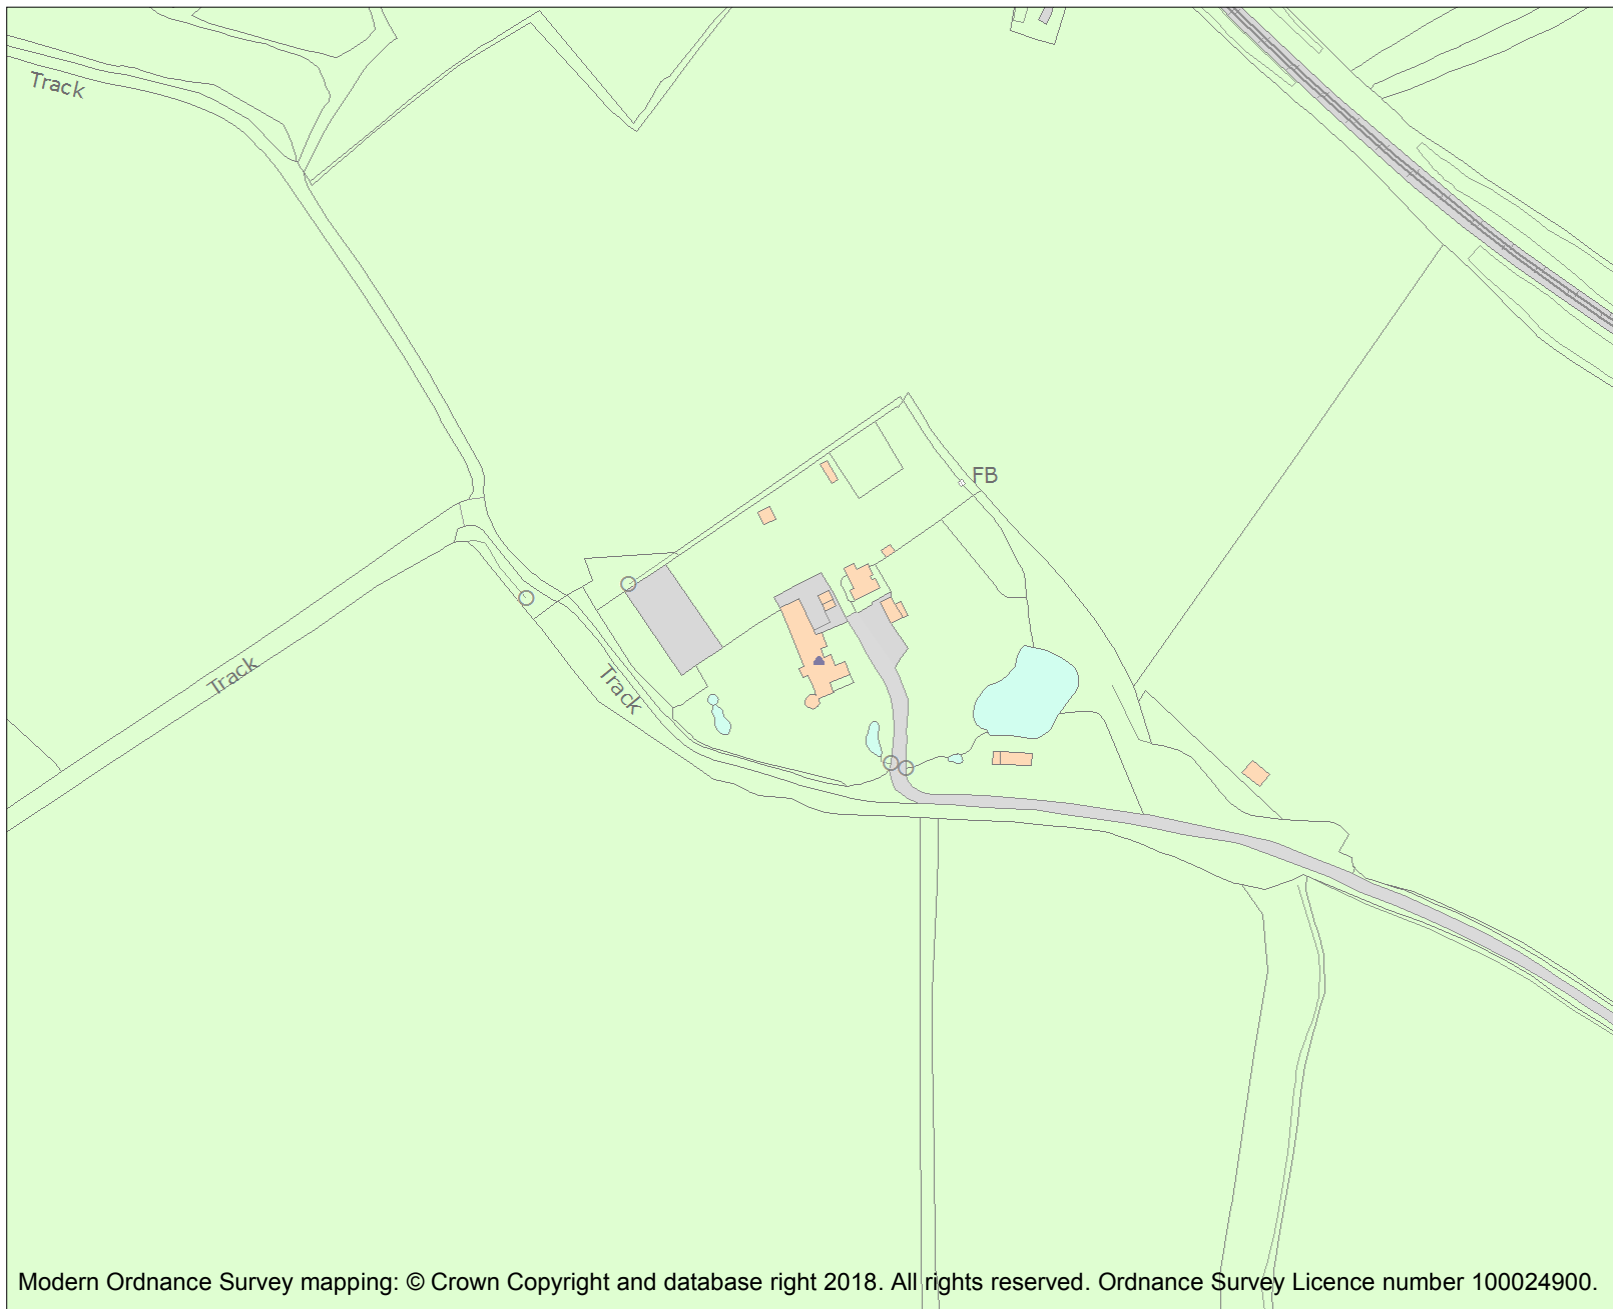 Track
FB
Track
Track
Modern Ordnance Survey mapping: © Crown Copyright and database right 2018. All rights reserved. Ordnance Survey Licence number 100024900.